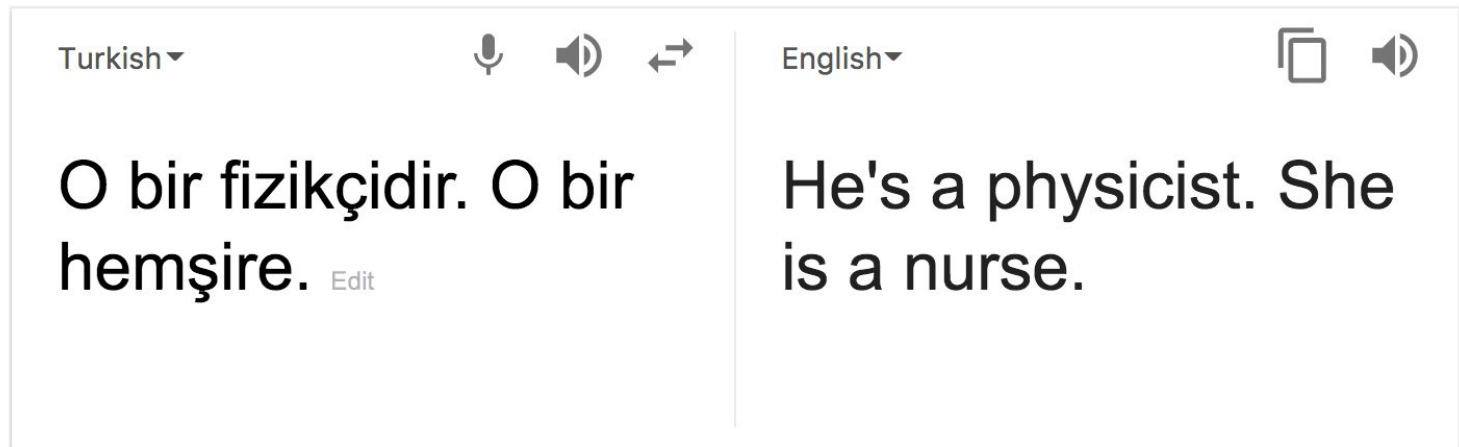 Turkish
English
O bir fizikçidir. O bir
hemşire. Edit
He's a physicist. She
is a nurse.